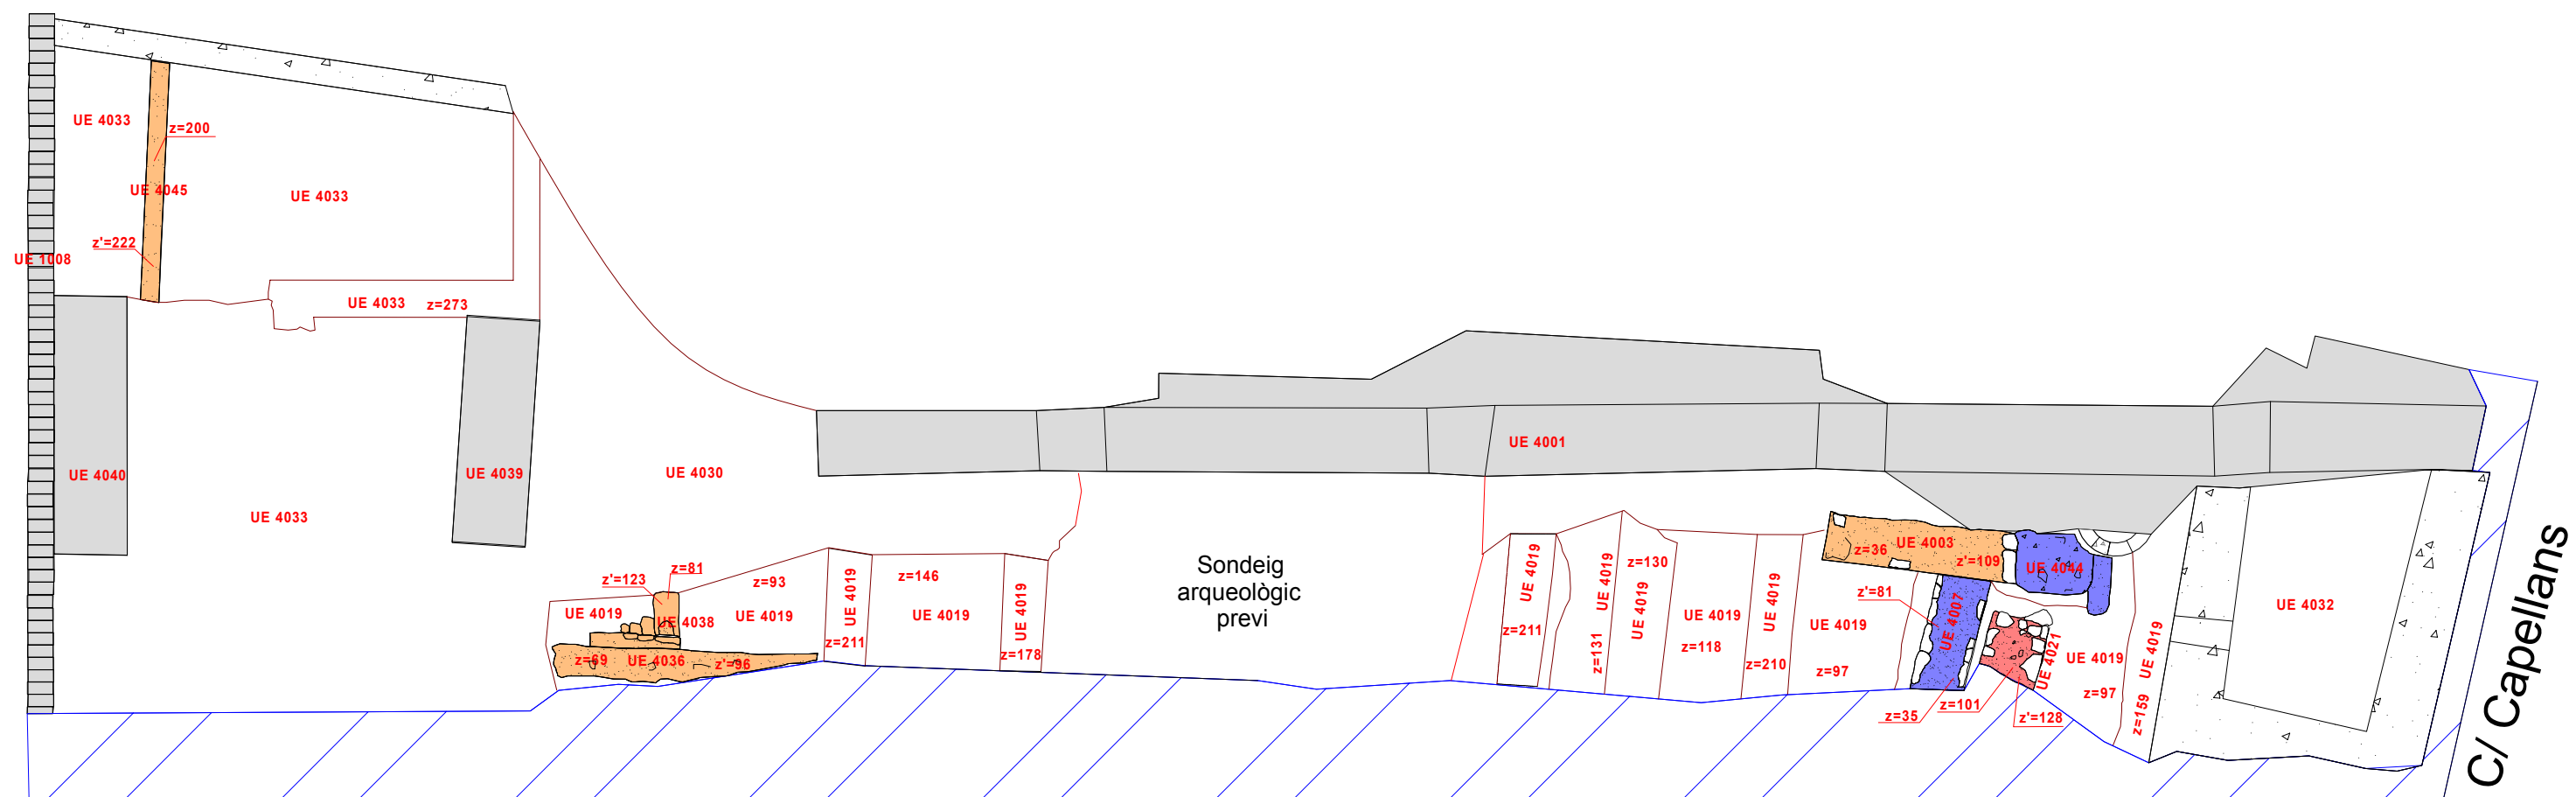 UE 4033
z=200
UE 4045
UE 4033
z'=222
UE 1008
UE 4033
z=273
UE 4040
UE 4033
UE 4039
UE 4030
UE 4001
z'=123
z=81
z=93
UE 4019
UE 4038
UE 4019
z=69
UE 4036
z'=96
UE 4019
z=211
z=146
UE 4019
UE 4019
z=178
Sondeig
arqueològic
previ
UE 4019
z=211
UE 4019
z=131
z=130
UE 4019
UE 4019
z=118
UE 4019
z=210
UE 4019
z=97
z=36
UE 4003
z'=109
UE 4044
z'=81
UE 4007
z=35
z=101
z'=128
UE 4021
UE 4019
z=97
UE 4019
z=159
UE 4032
C/ Capellans